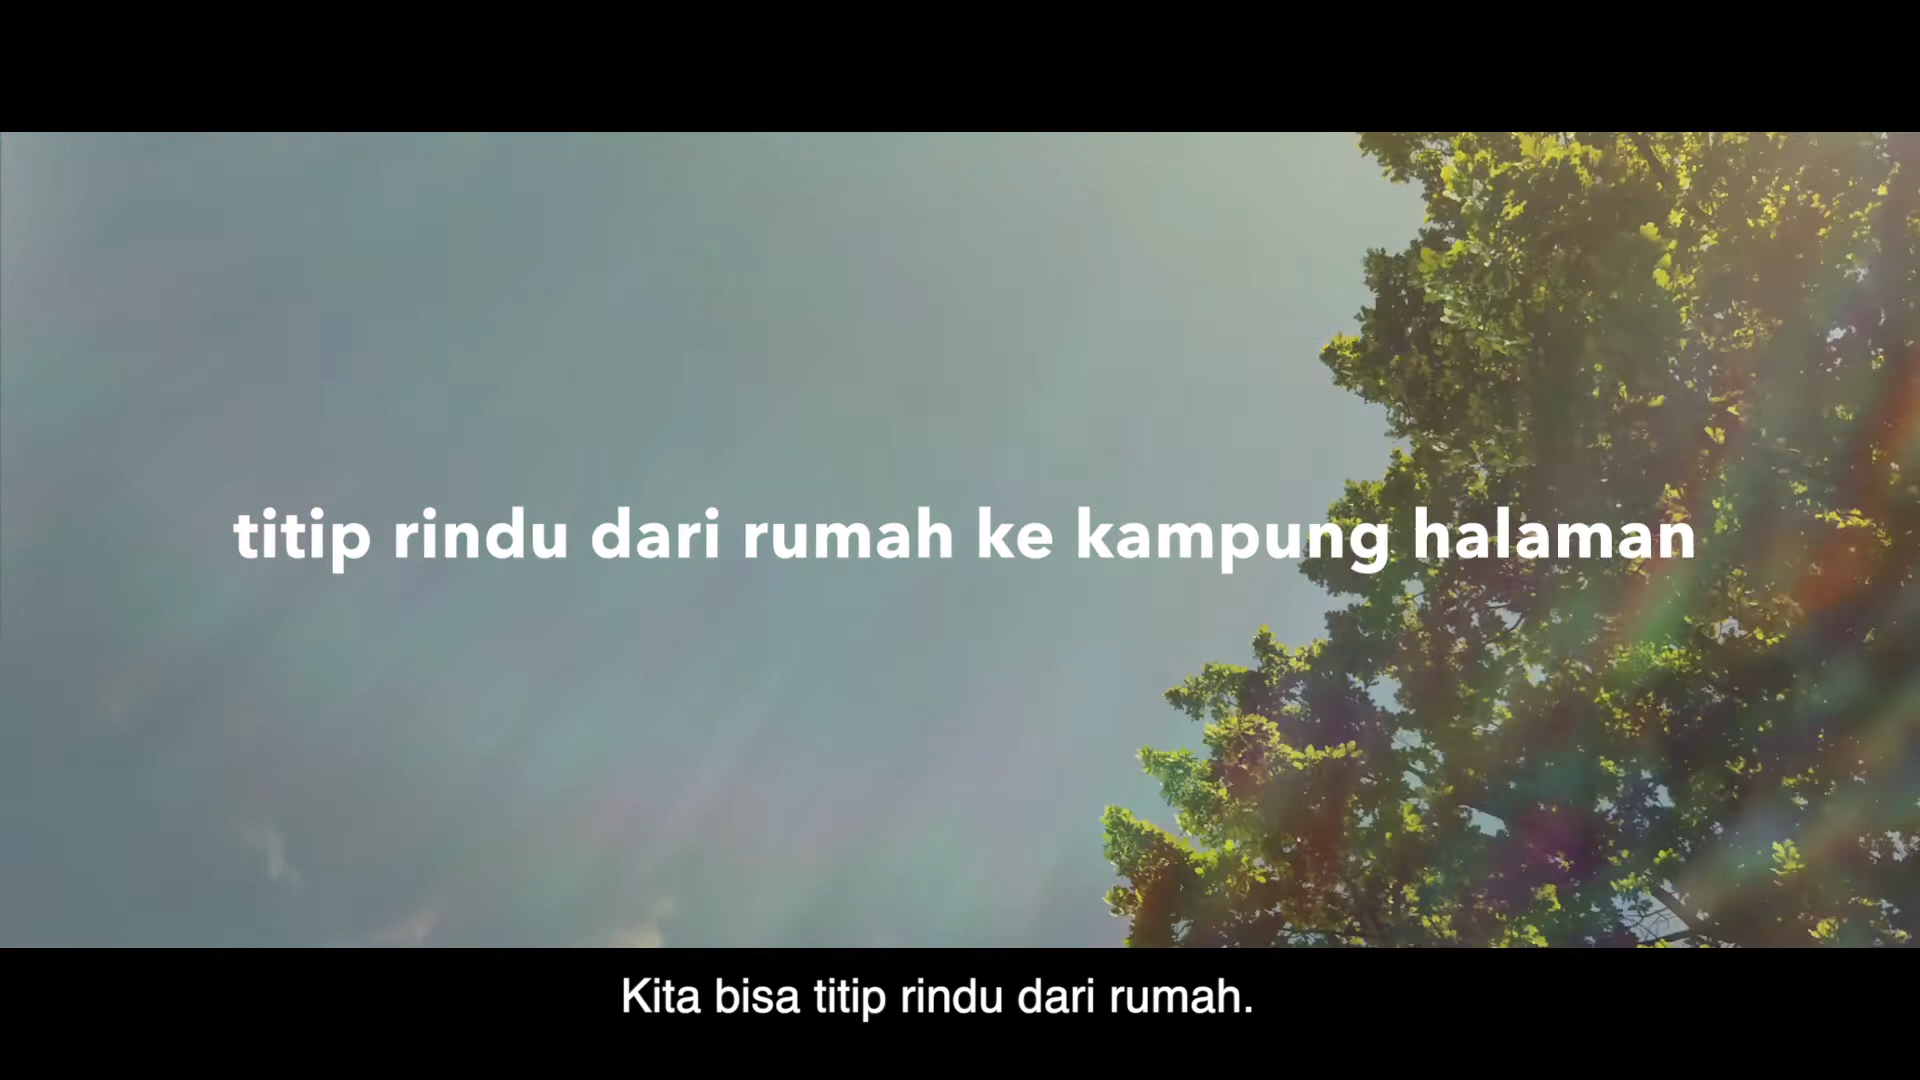 titip rindu dari rumah ke kampung halaman
Kita bisa titip rindu dari rumah.